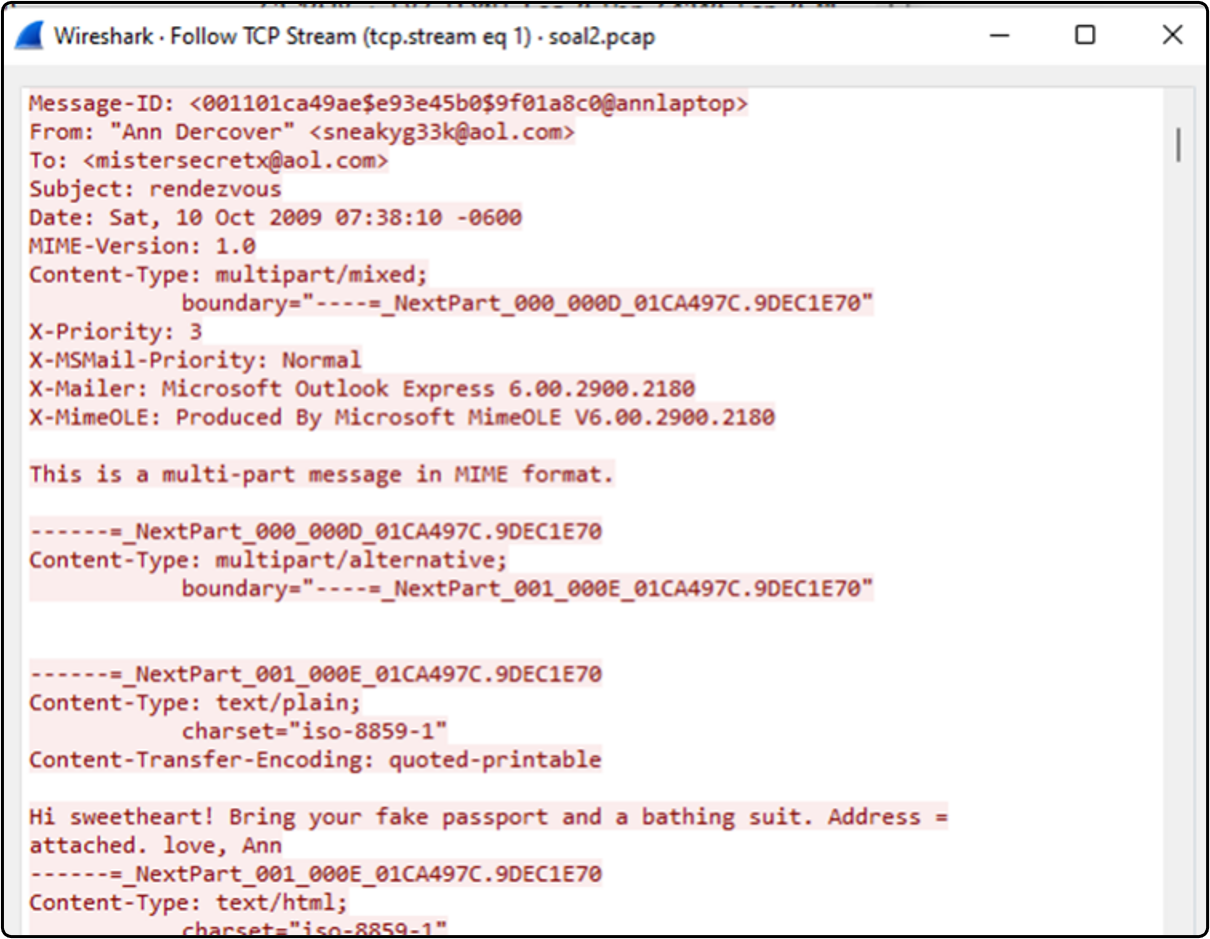 Wireshark · Follow TCP Stream (tcp.stream eq 1) · soal2.pcap
Message-ID: <001101ca49ae$e93e45b0$9f01a8c0@annlaptop>
From: "Ann Dercover" <sneakyg33k@aol.com>
To: <mistersecretx@aol.com>
Subject: rendezvous
Date: Sat, 10 Oct 2009 07:38:10 -0600
MIME-Version: 1.0
Content-Type: multipart/mixed;
boundary="----=_NextPart_000_000D_01CA497C.9DEC1E70"
X-Priority: 3
X-MSMail-Priority: Normal
X-Mailer: Microsoft Outlook Express 6.00.2900.2180
X-MimeOLE: Produced By Microsoft MimeOLE V6.00.2900.2180
This is a multi-part message in MIME format.
------=_NextPart_000_000D_01CA497C.9DEC1E70
Content-Type: multipart/alternative;
boundary="----=_NextPart_001_000E_01CA497C.9DEC1E70"
------=_NextPart_001_000E_01CA497C.9DEC1E70
Content-Type: text/plain;
charset="iso-8859-1"
Content-Transfer-Encoding: quoted-printable
Hi sweetheart! Bring your fake passport and a bathing suit. Address =
attached. love, Ann
------=_NextPart_001_000E_01CA497C.9DEC1E70
Content-Type: text/html;
charset="iso-8859-1"